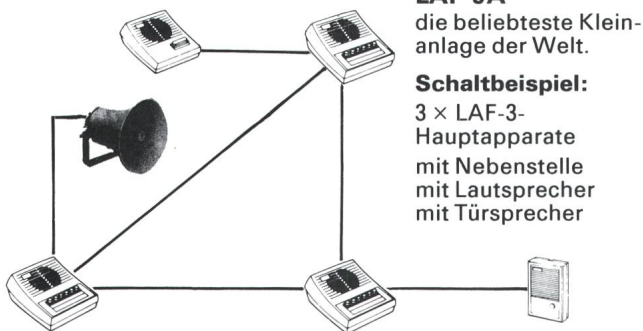 die beliebteste Klein-
anlage der Welt.
Schaltbeispiel:
3 × LAF-3-
Hauptapparate
mit Nebenstelle
mit Lautsprecher
mit Türsprecher